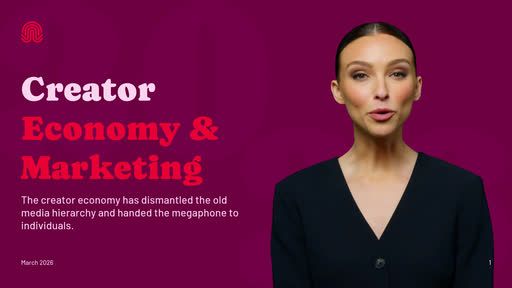 Creator
Economy &
Marketing
The creator economy has dismantled the old
media hierarchy and handed the megaphone to
individuals.
March 2026
1